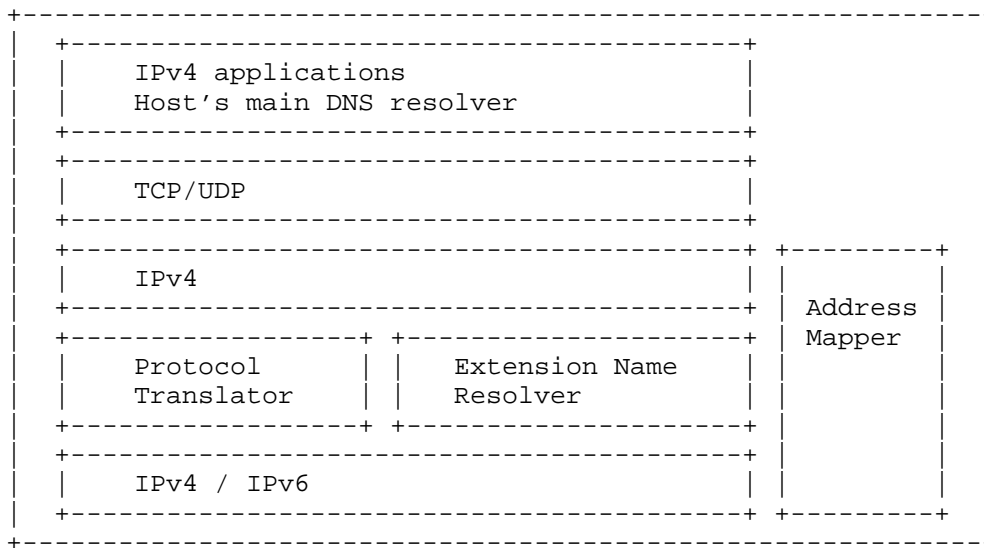 IPv4 applications
Host's main DNS resolver
TCP/UDP
IPv4
Address
Mapper
Protocol
Translator
Extension Name
Resolver
IPv4 / IPv6